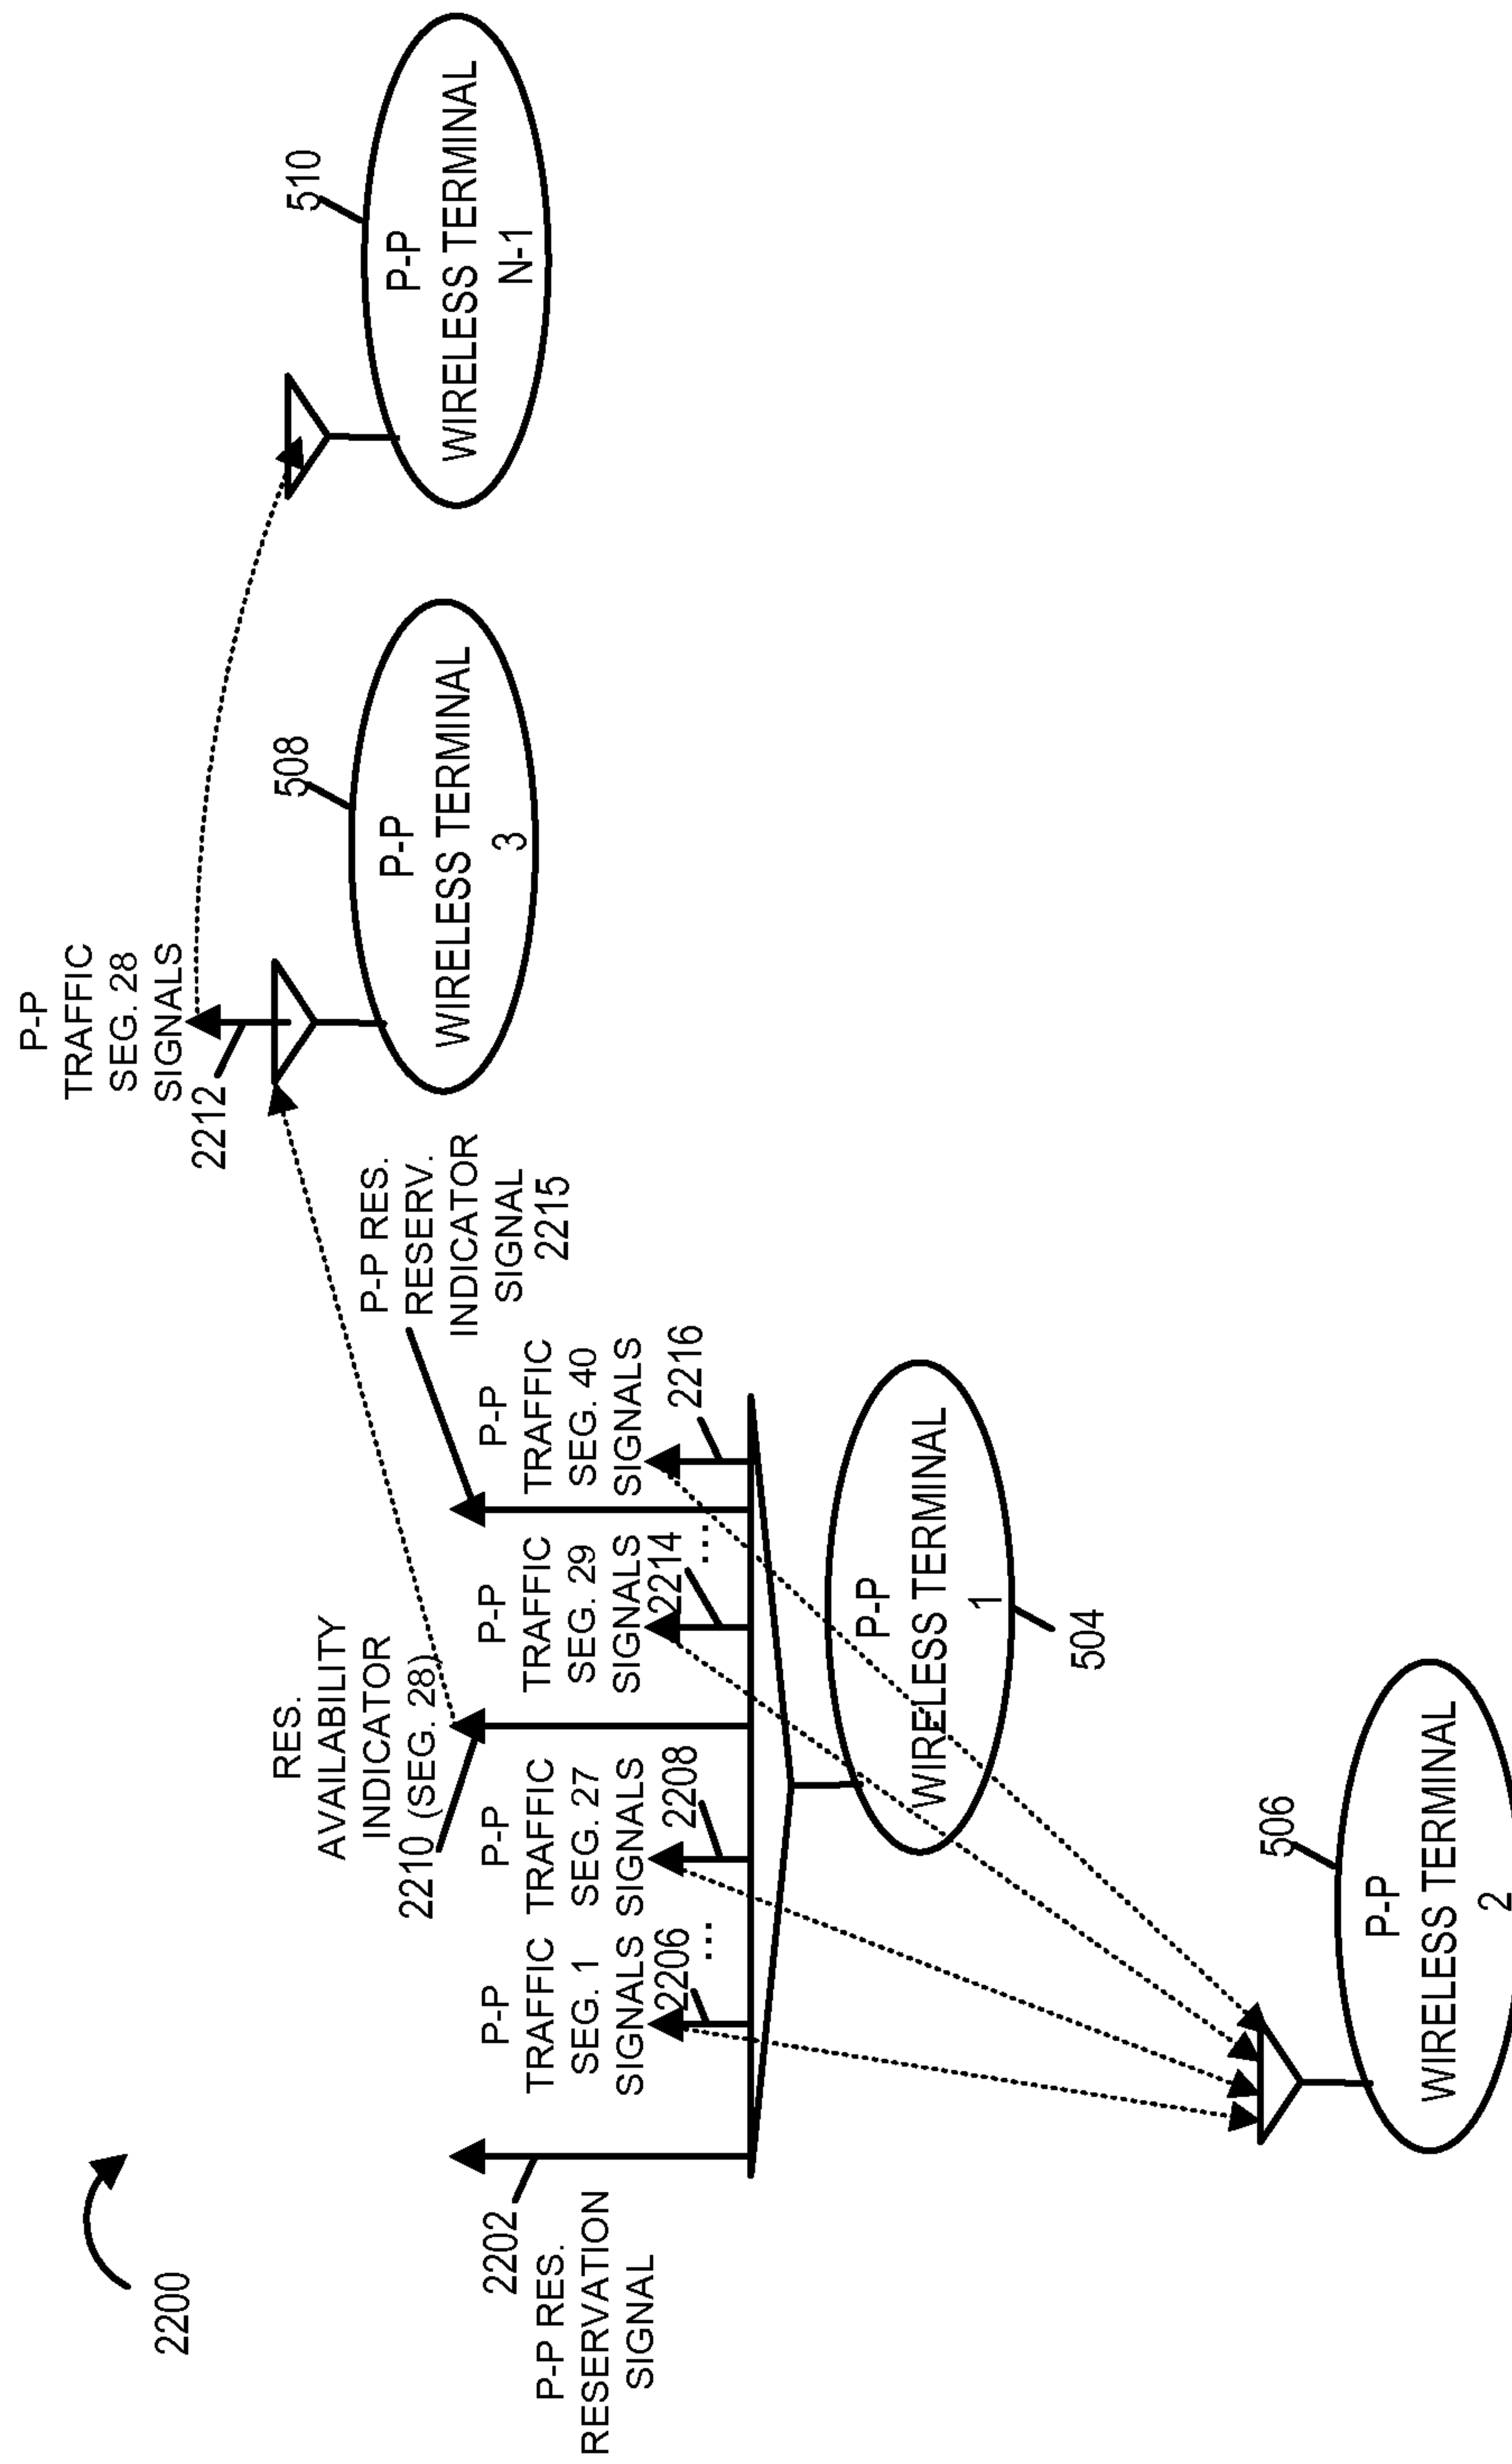 2200
P-P
TRAFFIC
SEG. 28
SIGNALS
2212
510
P-P
WIRELESS TERMINAL
N-1
508
P-P
WIRELESS TERMINAL
3
RES.
AVAILABILITY
INDICATOR
2210 (SEG. 28)
P-P RES.
RESERV.
INDICATOR
SIGNAL
2215
2202
P-P RES.
RESERVATION
SIGNAL
P-P
TRAFFIC
SEG. 1
SIGNALS
2206
...
P-P
TRAFFIC
SEG. 27
SIGNALS
2208
P-P
TRAFFIC
SEG. 29
SIGNALS
2214
...
P-P
TRAFFIC
SEG. 40
SIGNALS
2216
P-P
WIRELESS TERMINAL
1
504
506
P-P
WIRELESS TERMINAL
2